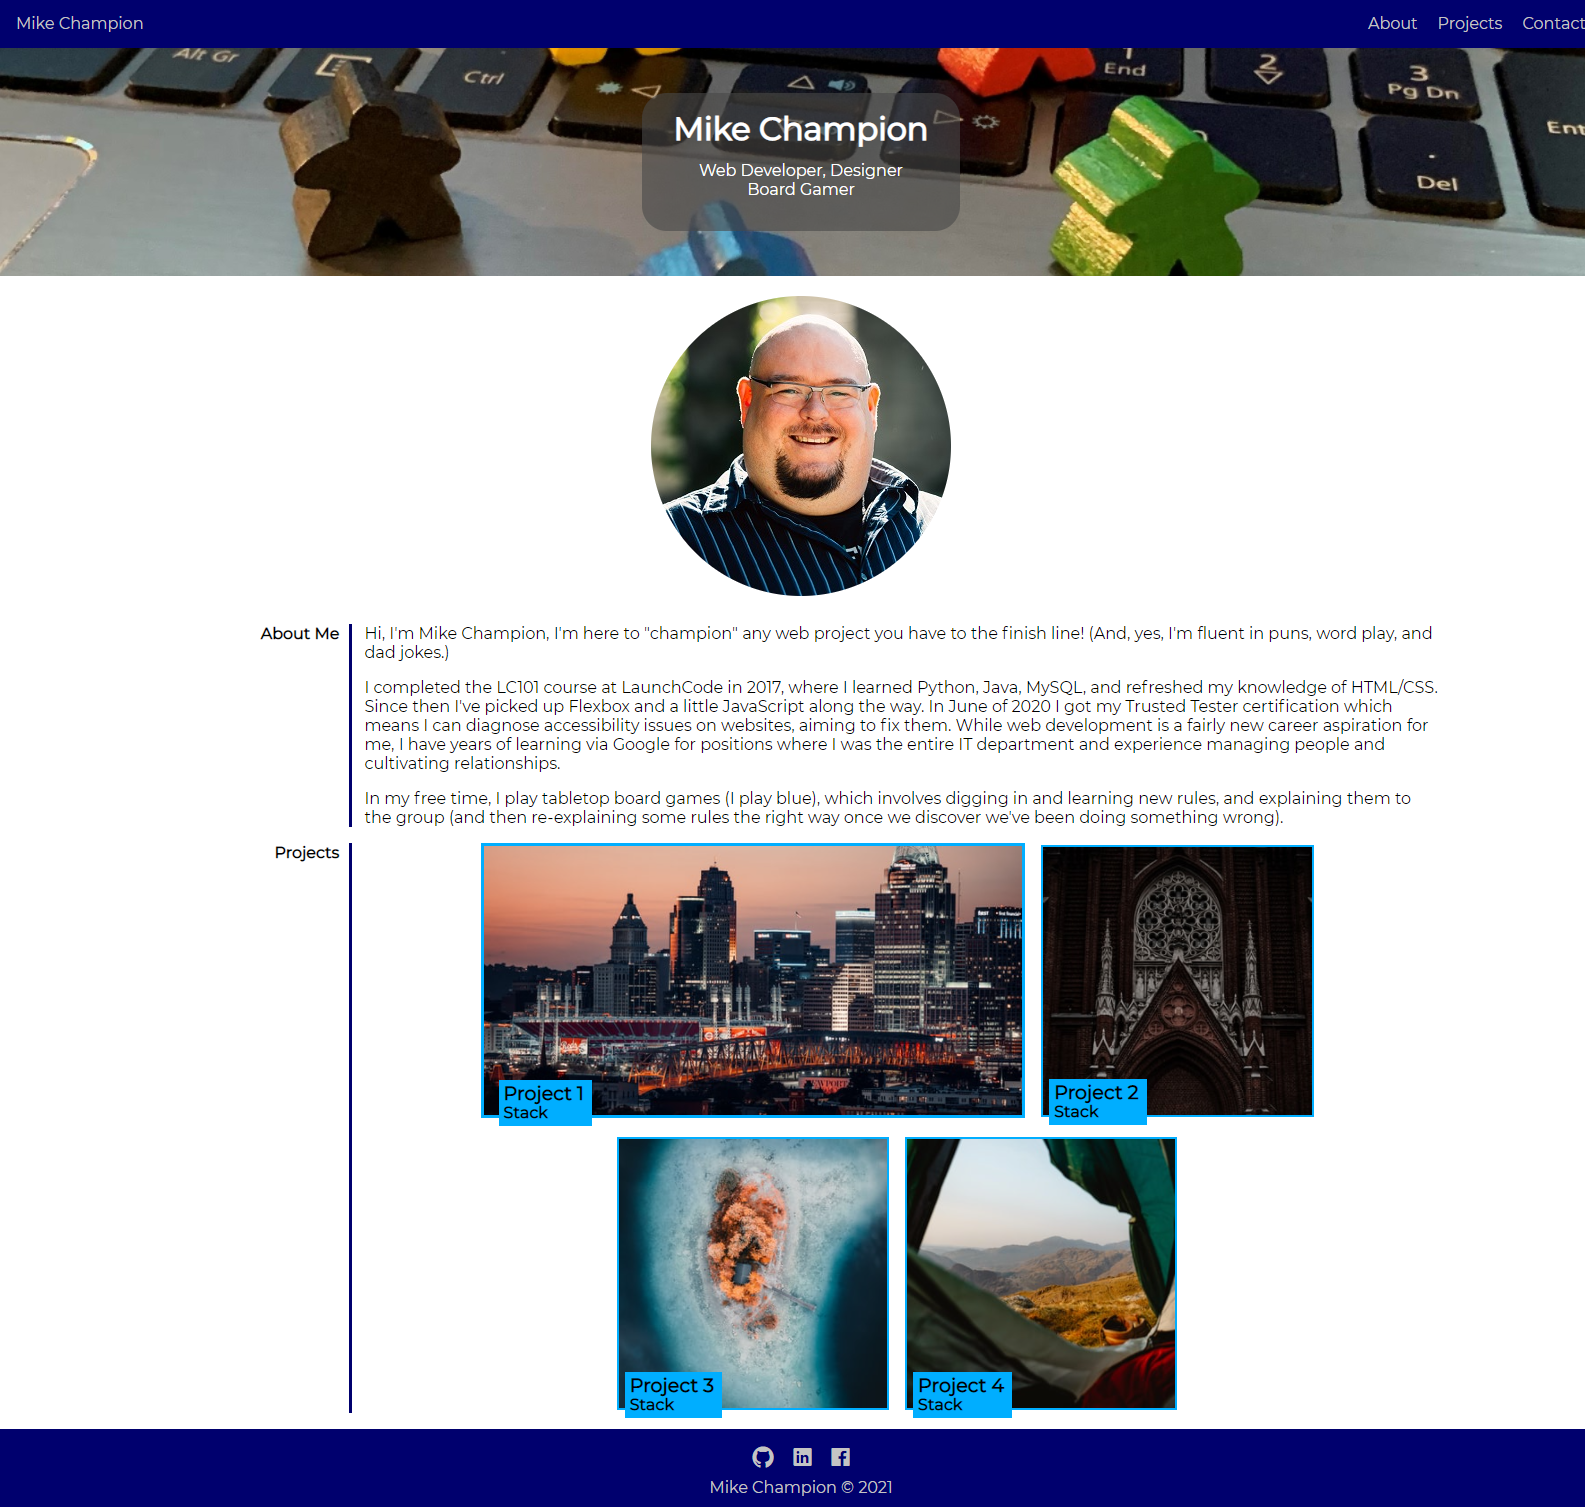 Mike Champion
About Projects Contact
Alt Gr
Ctrl
1
End
2
3
Pg Dn
Ent
.
Del
Mike Champion
Web Developer, Designer
Board Gamer
About Me
Hi, I'm Mike Champion, I'm here to "champion" any web project you have to the finish line! (And, yes, I'm fluent in puns, word play, and
dad jokes.)
I completed the LC101 course at LaunchCode in 2017, where I learned Python, Java, MySQL, and refreshed my knowledge of HTML/CSS.
Since then I've picked up Flexbox and a little JavaScript along the way. In June of 2020 I got my Trusted Tester certification which
means I can diagnose accessibility issues on websites, aiming to fix them. While web development is a fairly new career aspiration for
me, I have years of learning via Google for positions where I was the entire IT department and experience managing people and
cultivating relationships.
In my free time, I play tabletop board games (I play blue), which involves digging in and learning new rules, and explaining them to
the group (and then re-explaining some rules the right way once we discover we've been doing something wrong).
Projects
Project 1
Stack
Project 2
Stack
Project 3
Stack
Project 4
Stack
Mike Champion © 2021